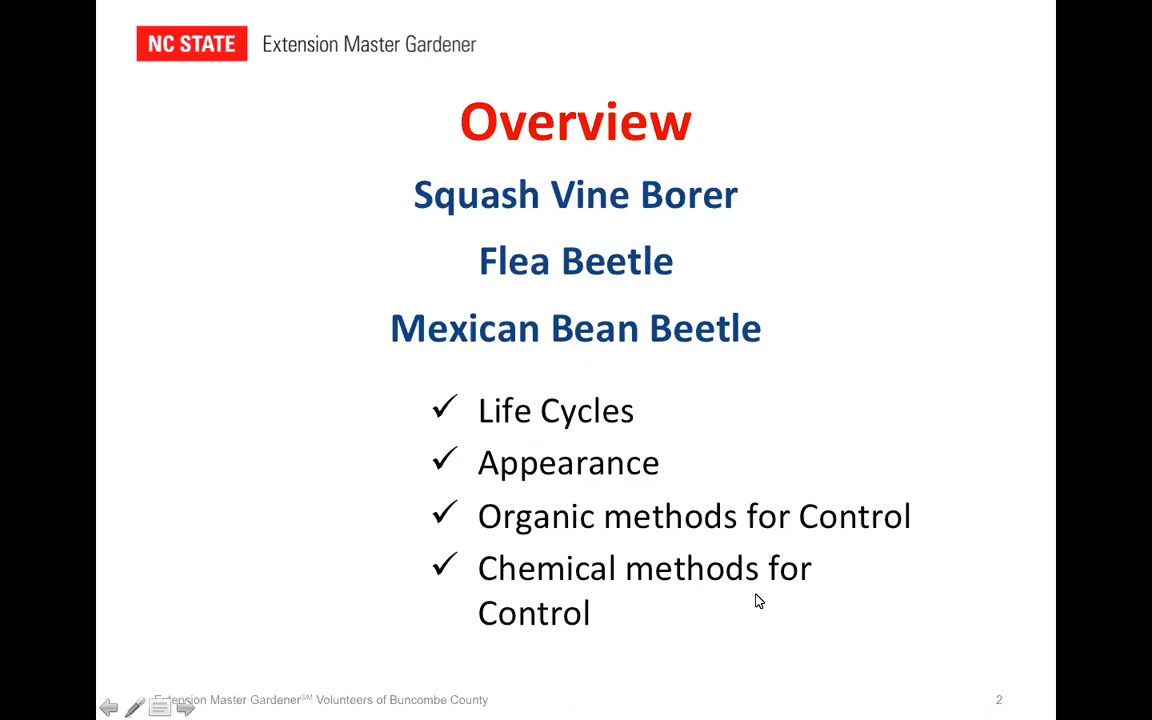 NC STATE Extension Master Gardener
Overview
Squash Vine Borer
Flea Beetle
Mexican Bean Beetle
✓ Life Cycles
✓ Appearance
✓ Organic methods for Control
✓ Chemical methods for
Control
Extension Master Gardener℠ Volunteers of Buncombe County 2